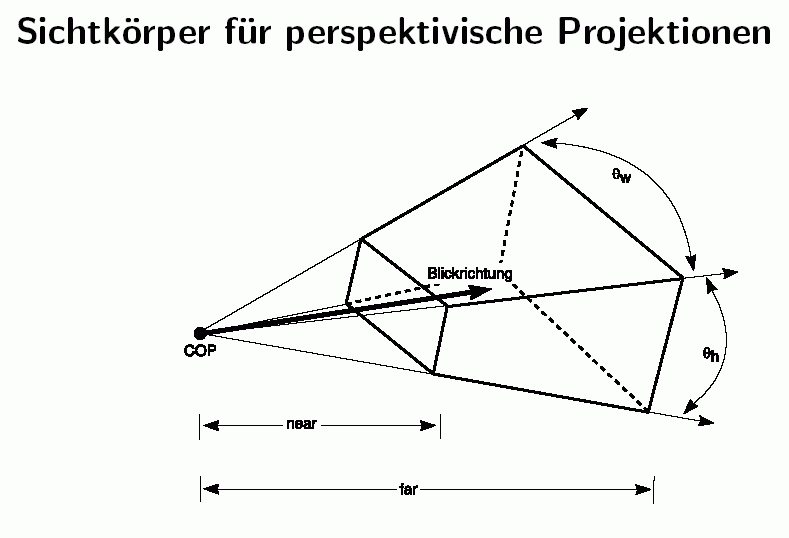 Sichtkörper für perspektivische Projektionen
θw
Blickrichtung
COP
θh
near
far